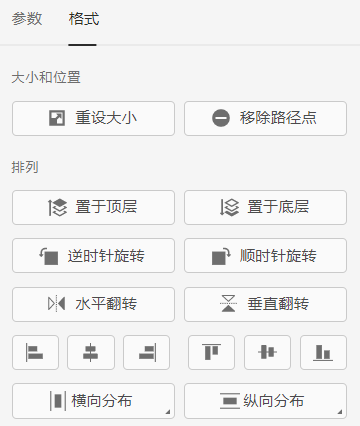 参数 格式
大小和位置
重设大小 移除路径点
排列
置于顶层 置于底层
逆时针旋转 顺时针旋转
水平翻转 垂直翻转
横向分布 纵向分布